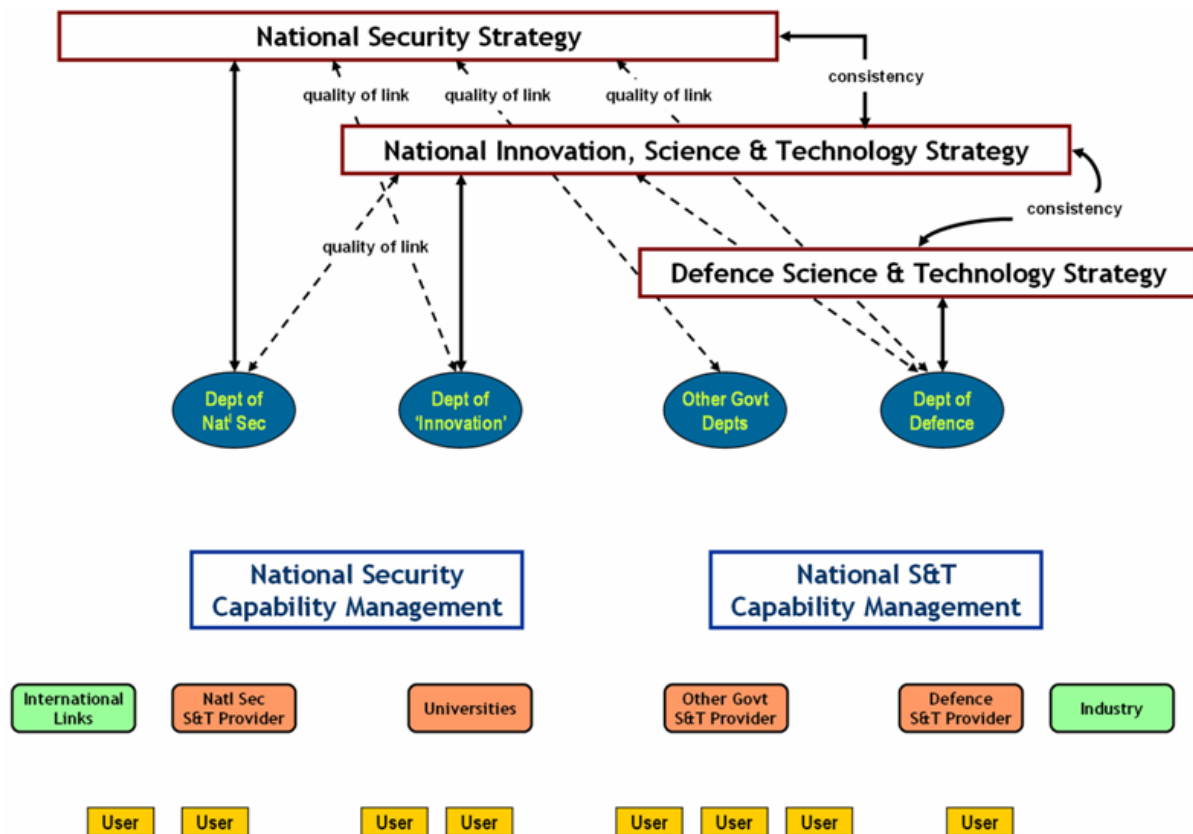 National Security Strategy
consistency
quality of link
quality of link
quality of link
National Innovation, Science & Technology Strategy
consistency
quality of link
Defence Science & Technology Strategy
Dept of
Natˡ Sec
Dept of
‘Innovation’
Other Govt
Depts
Dept of
Defence
National Security
Capability Management
National S&T
Capability Management
International
Links
Natl Sec
S&T Provider
Universities
Other Govt
S&T Provider
Defence
S&T Provider
Industry
User
User
User
User
User
User
User
User